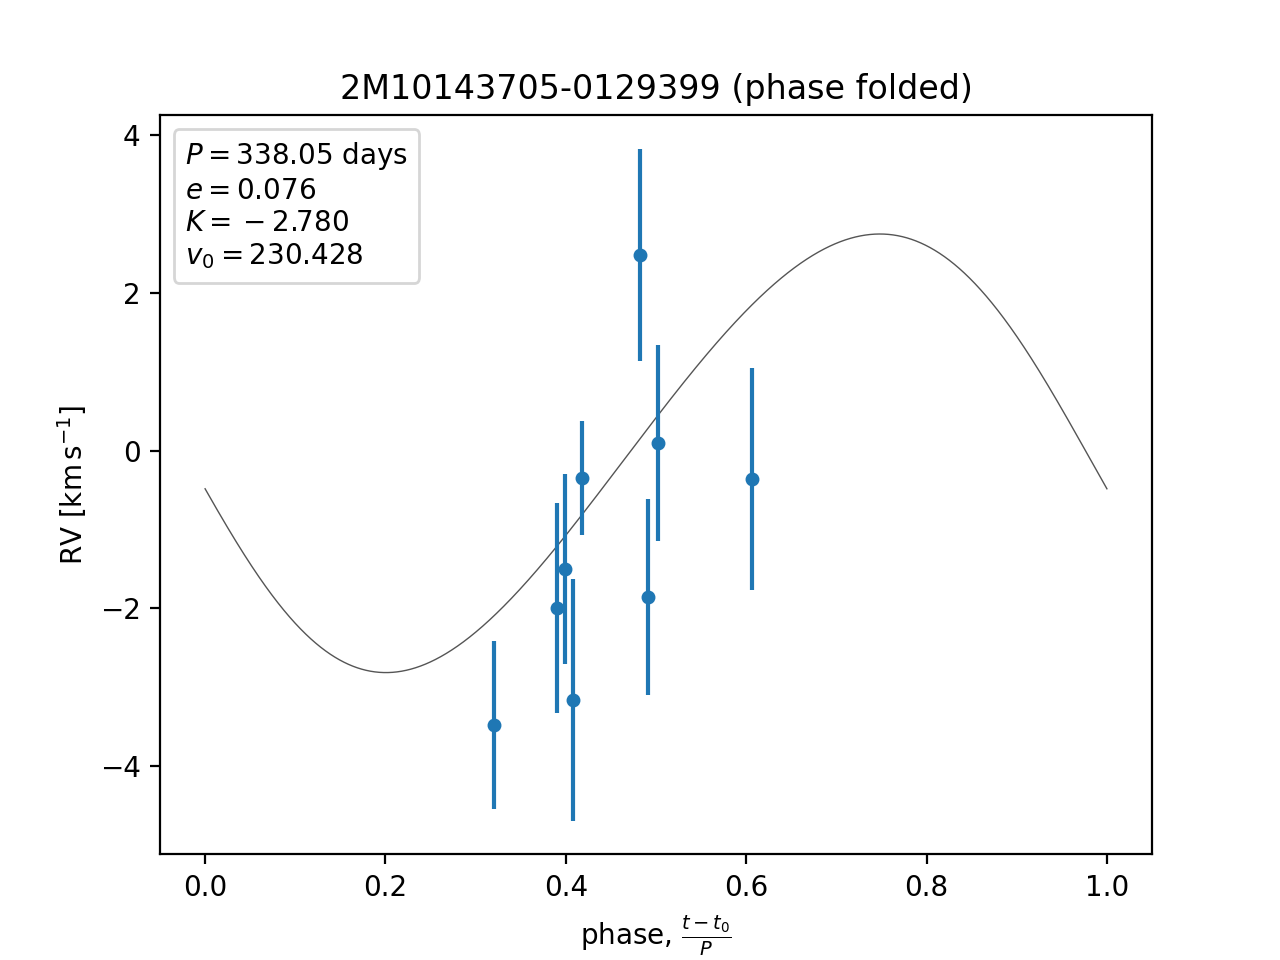 2M10143705-0129399 (phase folded)
P = 338.05 days
e = 0.076
K = −2.780
v₀ = 230.428
4
2
0
−2
−4
RV [km s⁻¹]
0.0 0.2 0.4 0.6 0.8 1.0
phase, (t − t₀)/P